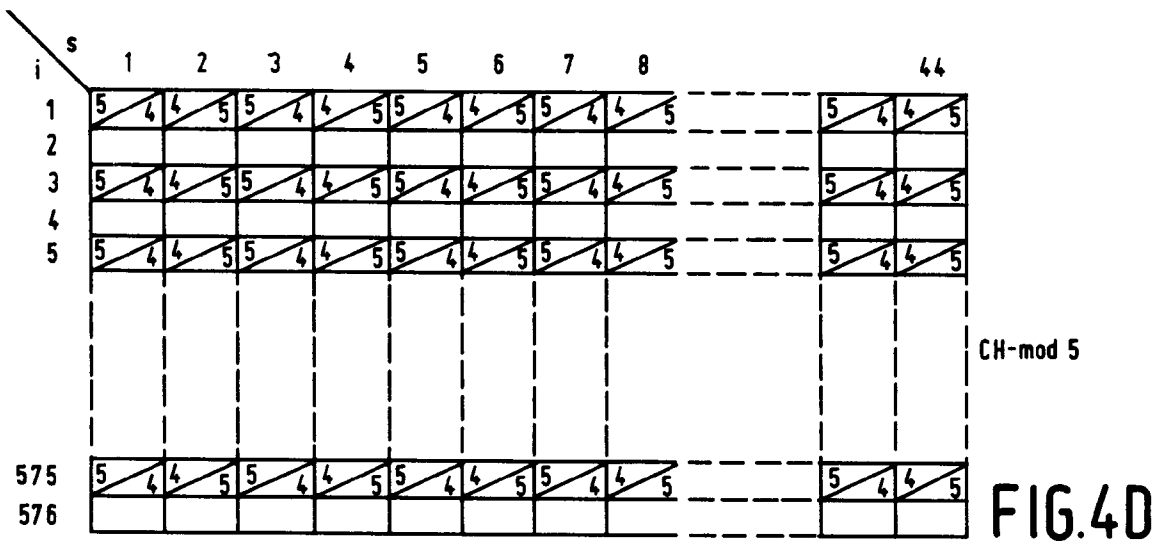 s
i 1 2 3 4 5 6 7 8 44
1 5 4 4 5 5 4 4 5 5 4 4 5 5 4 4 5 5 4 4 5
2
3 5 4 4 5 5 4 4 5 5 4 4 5 5 4 4 5 5 4 4 5
4
5 5 4 4 5 5 4 4 5 5 4 4 5 5 4 4 5 5 4 4 5
CH-mod 5
575 5 4 4 5 5 4 4 5 5 4 4 5 5 4 4 5 5 4 4 5
576
FIG.4D